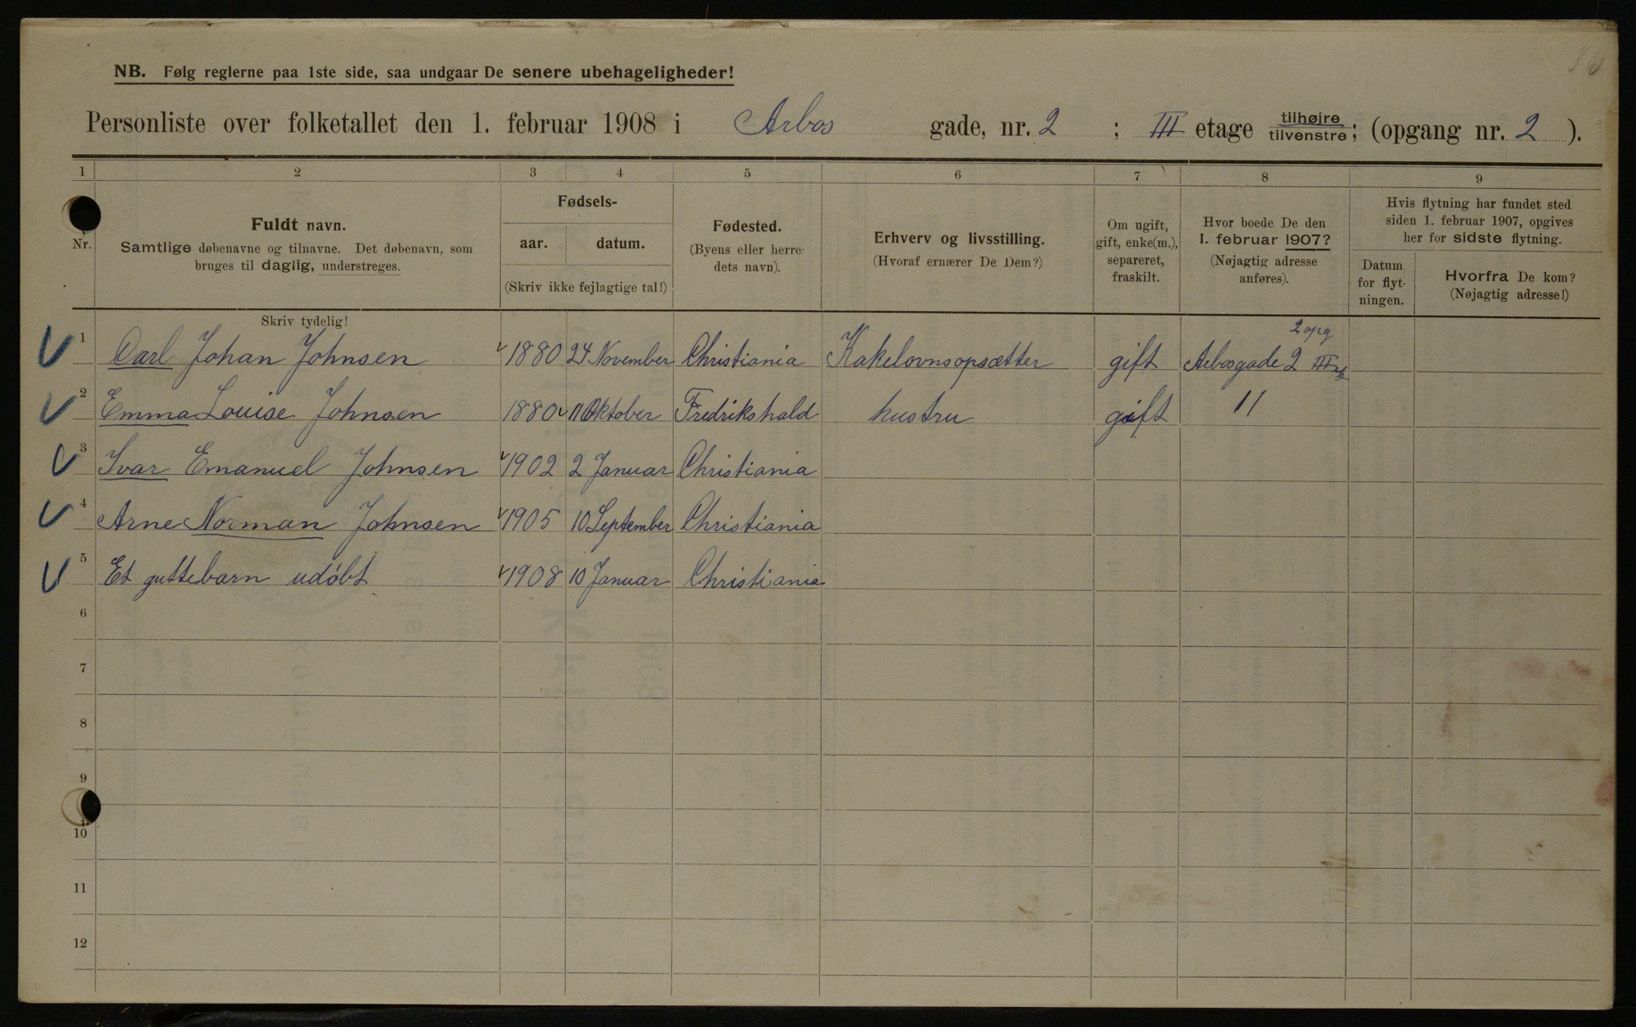 NB. Følg reglerne paa 1ste side, saa undgaar De senere ubehageligheder!
Personliste over folketallet den 1. februar 1908 i Arbos gade, nr. 2 ; III etage tilhøjre/tilvenstre; (opgang nr. 2 ).
1 2 3 4 5 6 7 8 9
Nr.
Fuldt navn.
Samtlige døbenavne og tilnavne. Det døbenavn, som
bruges til daglig, understreges.
Skriv tydelig!
Fødsels-
aar. datum.
(Skriv ikke fejlagtige tal!)
Fødested.
(Byens eller herre-
dets navn).
Erhverv og livsstilling.
(Hvoraf ernærer De Dem?)
Om ugift,
gift, enke(m.),
separeret,
fraskilt.
Hvor boede De den
1. februar 1907?
(Nøjagtig adresse
anføres).
Hvis flytning har fundet sted
siden 1. februar 1907, opgives
her for sidste flytning.
Datum
for flyt-
ningen.
Hvorfra De kom?
(Nøjagtig adresse!)
2 opg
1 Carl Johan Johnsen 1880 24 November Christiania Kakelovnsopsætter gift Arbosgade 2 III
2 Emma Louise Johnsen 1880 11 Oktober Fredrikshald hustru gift 11
3 Ivar Emanuel Johnsen 1902 2 Januar Christiania
4 Arne Norman Johnsen 1905 10 September Christiania
5 Et guttebarn udøbt 1908 10 Januar Christiania
6
7
8
9
10
11
12